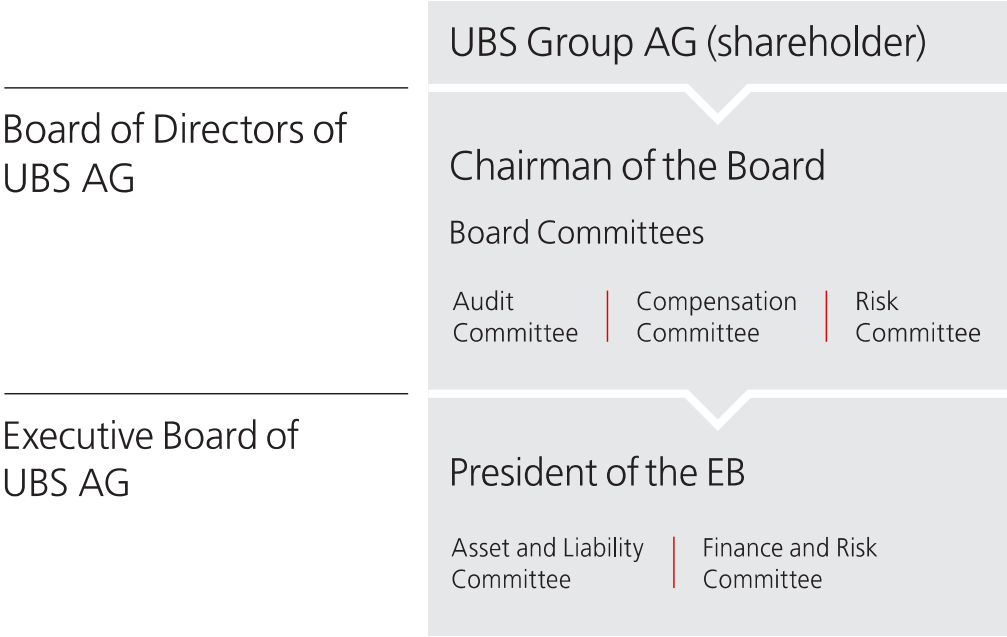 UBS Group AG (shareholder)
Board of Directors of
UBS AG
Chairman of the Board
Board Committees
Audit
Committee
Compensation
Committee
Risk
Committee
Executive Board of
UBS AG
President of the EB
Asset and Liability
Committee
Finance and Risk
Committee